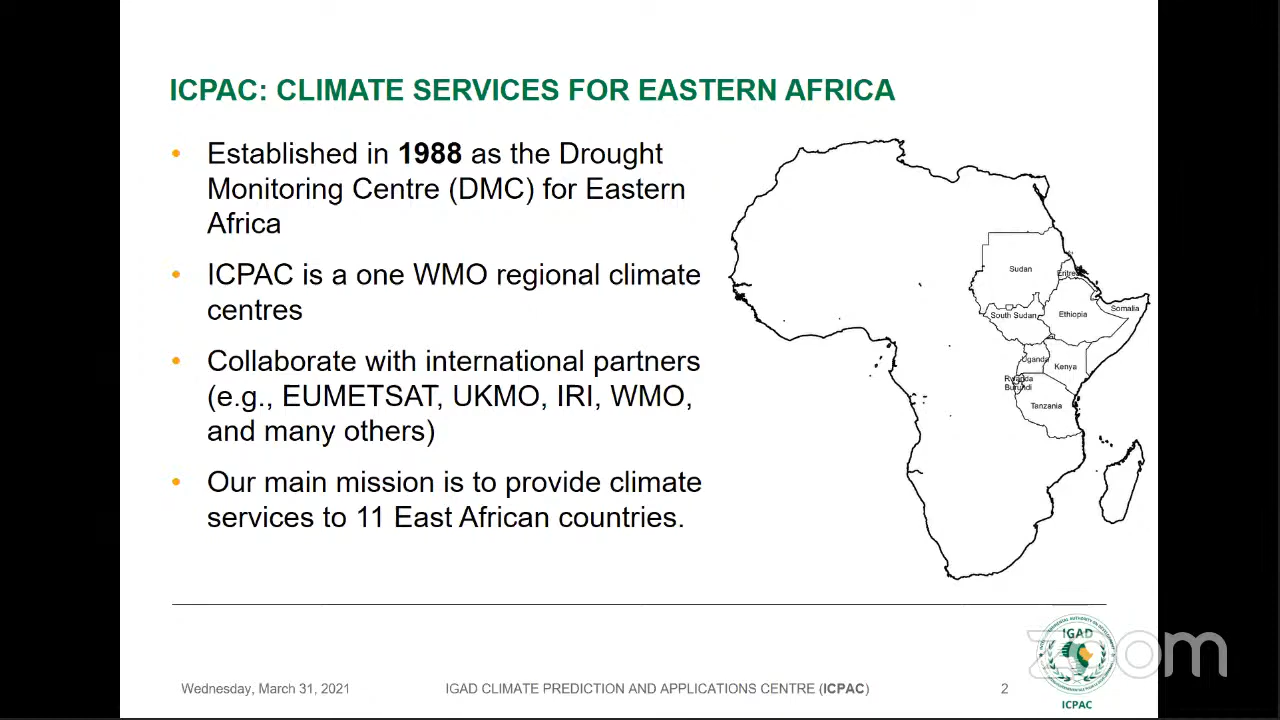 ICPAC: CLIMATE SERVICES FOR EASTERN AFRICA
• Established in 1988 as the Drought
Monitoring Centre (DMC) for Eastern
Africa
• ICPAC is a one WMO regional climate
centres
• Collaborate with international partners
(e.g., EUMETSAT, UKMO, IRI, WMO,
and many others)
• Our main mission is to provide climate
services to 11 East African countries.
Sudan
Eritrea
South Sudan
Ethiopia
Somalia
Uganda
Kenya
Rwanda
Burundi
Tanzania
Wednesday, March 31, 2021
IGAD CLIMATE PREDICTION AND APPLICATIONS CENTRE (ICPAC)
2
IGAD
ICPAC
zoom